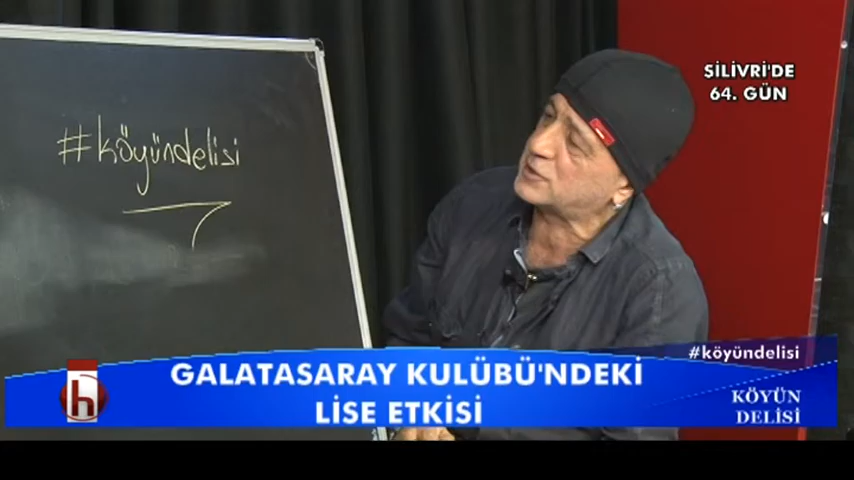 SİLİVRİ'DE
64. GÜN
#köyündelisi
#köyündelisi
GALATASARAY KULÜBÜ'NDEKİ
LİSE ETKİSİ
KÖYÜN
DELİSİ
h